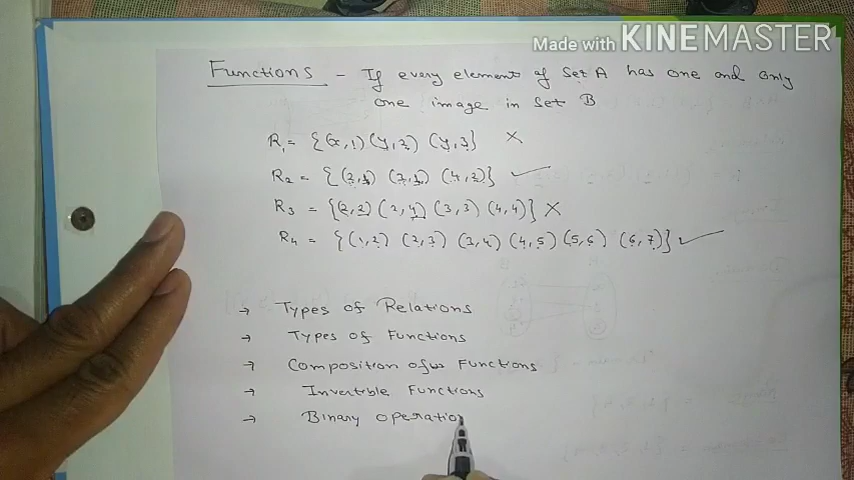 Made with KINEMASTER
Functions - If every element of Set A has one and only
one image in Set B
R1 = {(x,1) (y,2) (y,3} ✗
R2 = {(2,1) (3,1) (4,2)} ✓
R3 = {(2,2) (2,4) (3,3) (4,4)} ✗
R4 = {(1,2) (2,3) (3,4) (4,5) (5,6) (6,7)} ✓
→ Types of Relations
→ Types of Functions
→ Composition of Functions
→ Invertible Functions
→ Binary operation